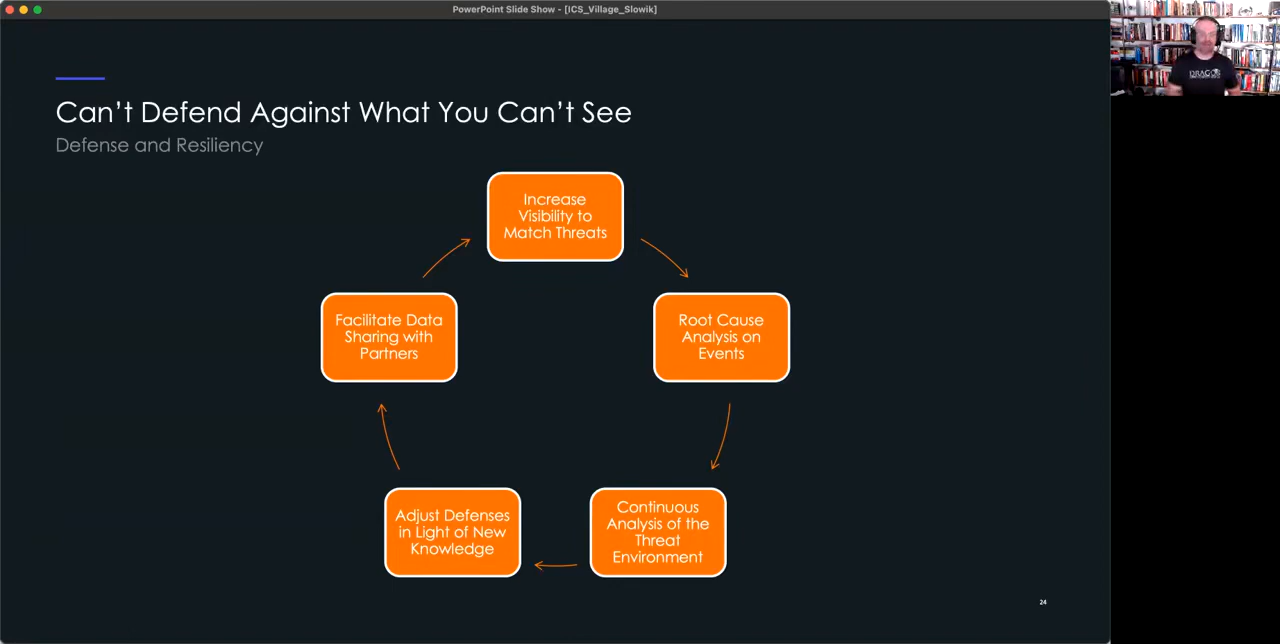 PowerPoint Slide Show - [ICS_Village_Slowik]
Can't Defend Against What You Can't See
Defense and Resiliency
Increase
Visibility to
Match Threats
Root Cause
Analysis on
Events
Continuous
Analysis of the
Threat
Environment
Adjust Defenses
in Light of New
Knowledge
Facilitate Data
Sharing with
Partners
24
DRAGOS